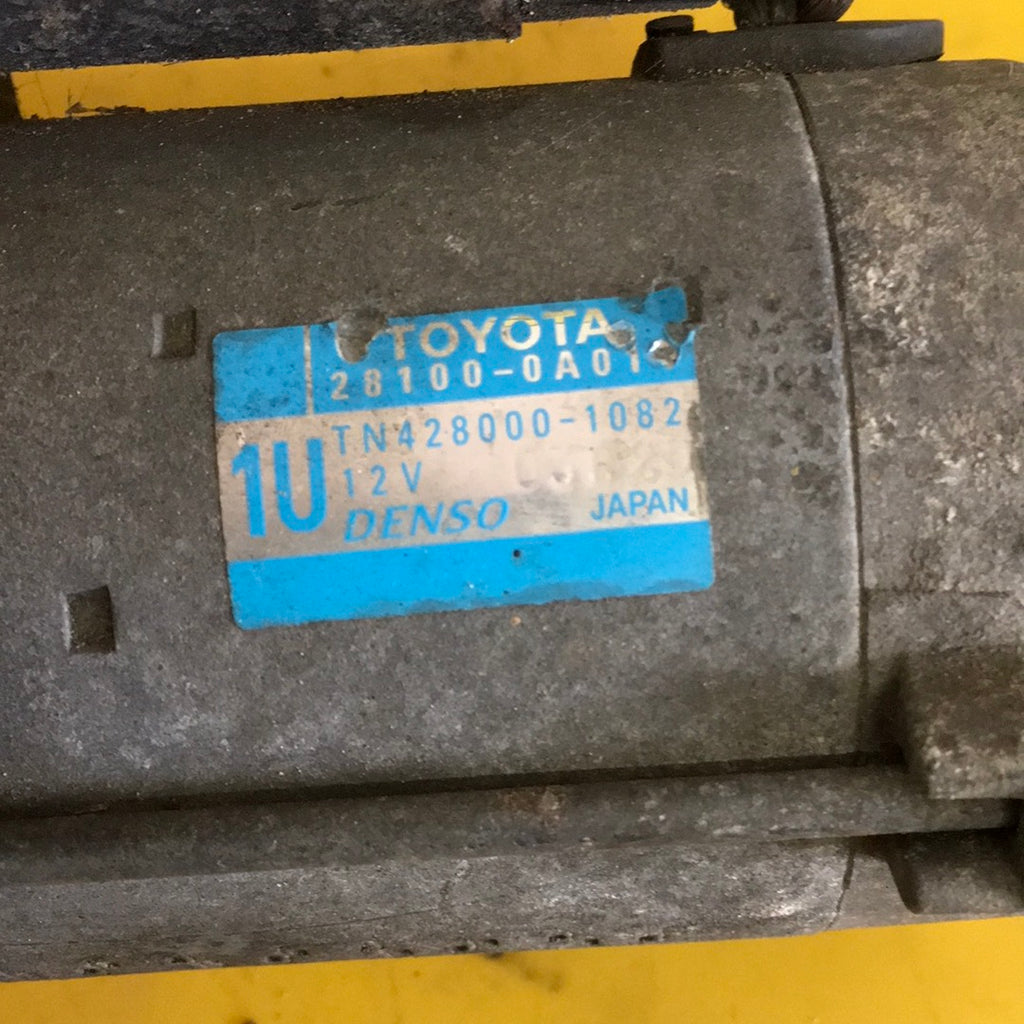 TOYOTA
28100-0A01
1U
TN428000-1082
12V
DENSO JAPAN